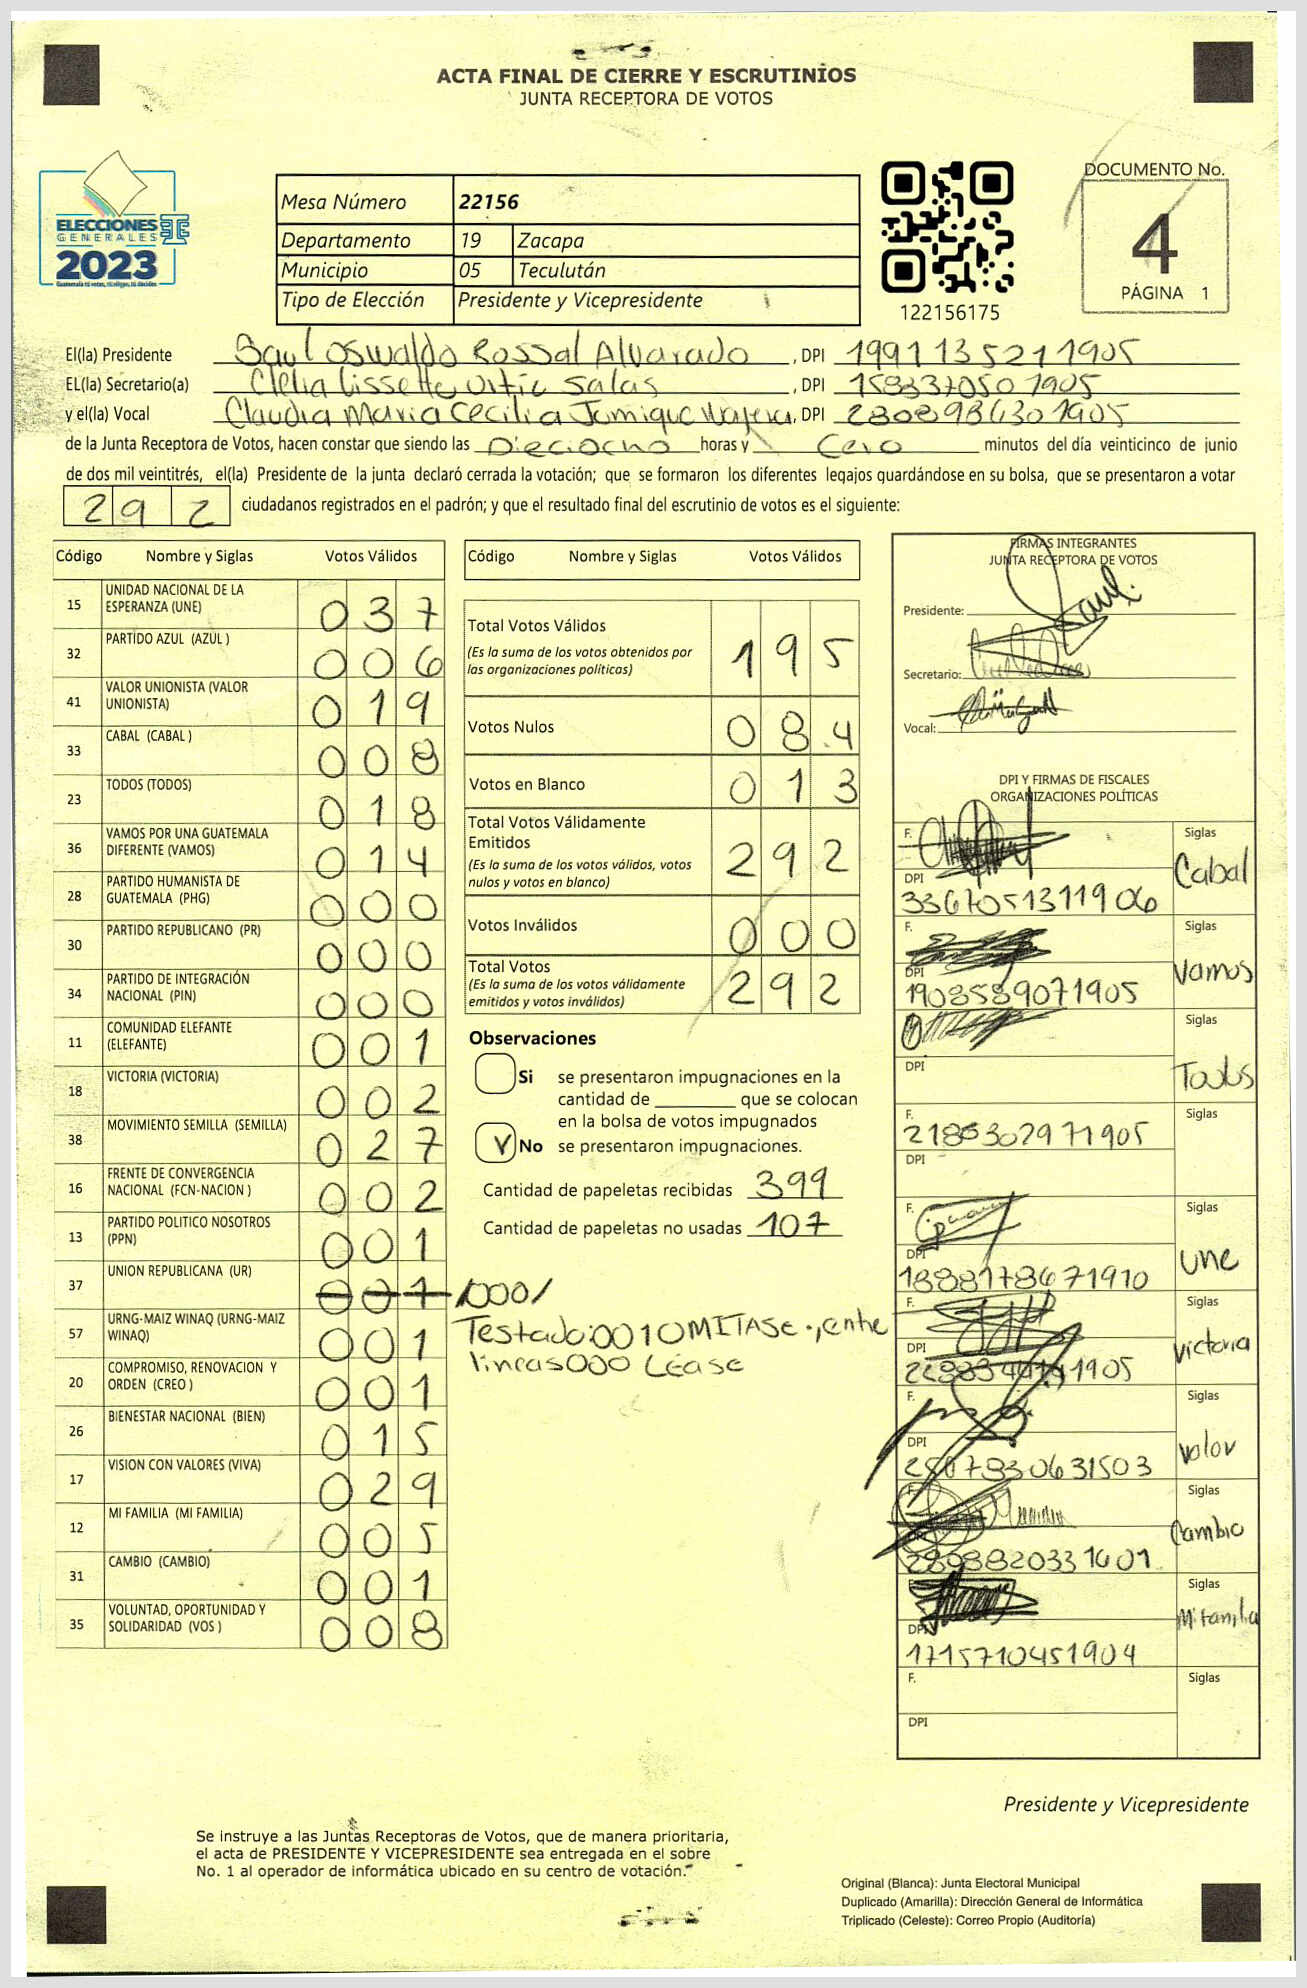 ACTA FINAL DE CIERRE Y ESCRUTINIOS
JUNTA RECEPTORA DE VOTOS
ELECCIONES
GENERALES
2023
Guatemala tú votas, tú eliges, tú decides
Mesa Número 22156
Departamento 19 Zacapa
Municipio 05 Teculután
Tipo de Elección Presidente y Vicepresidente
122156175
DOCUMENTO No.
4
PÁGINA 1
El(la) Presidente Saul Oswaldo Rossal Alvarado, DPI 1991135211905
EL(la) Secretario(a) Clelia Lissette Salas, DPI 1583370501905
y el(la) Vocal Claudia Maria Cecilia, DPI
de la Junta Receptora de Votos, hacen constar que siendo las Dieciocho horas y Cero minutos del día veinticinco de junio
de dos mil veintitrés, el(la) Presidente de la junta declaró cerrada la votación; que se formaron los diferentes legajos guardándose en su bolsa, que se presentaron a votar
292 ciudadanos registrados en el padrón; y que el resultado final del escrutinio de votos es el siguiente:
Código Nombre y Siglas Votos Válidos
15 UNIDAD NACIONAL DE LA ESPERANZA (UNE) 037
32 PARTIDO AZUL (AZUL ) 006
41 VALOR UNIONISTA (VALOR UNIONISTA) 019
33 CABAL (CABAL ) 008
23 TODOS (TODOS) 018
36 VAMOS POR UNA GUATEMALA DIFERENTE (VAMOS) 014
28 PARTIDO HUMANISTA DE GUATEMALA (PHG) 000
30 PARTIDO REPUBLICANO (PR) 000
34 PARTIDO DE INTEGRACIÓN NACIONAL (PIN) 000
11 COMUNIDAD ELEFANTE (ELEFANTE) 001
18 VICTORIA (VICTORIA) 002
38 MOVIMIENTO SEMILLA (SEMILLA) 027
16 FRENTE DE CONVERGENCIA NACIONAL (FCN-NACION ) 002
13 PARTIDO POLITICO NOSOTROS (PPN) 001
37 UNION REPUBLICANA (UR) 001 /000/
57 URNG-MAIZ WINAQ (URNG-MAIZ WINAQ) 001
20 COMPROMISO, RENOVACION Y ORDEN (CREO ) 001
26 BIENESTAR NACIONAL (BIEN) 015
17 VISION CON VALORES (VIVA) 029
12 MI FAMILIA (MI FAMILIA) 005
31 CAMBIO (CAMBIO) 001
35 VOLUNTAD, OPORTUNIDAD Y SOLIDARIDAD (VOS ) 008
Código Nombre y Siglas Votos Válidos
Total Votos Válidos 195
(Es la suma de los votos obtenidos por
las organizaciones políticas)
Votos Nulos 084
Votos en Blanco 013
Total Votos Válidamente
Emitidos 292
(Es la suma de los votos válidos, votos
nulos y votos en blanco)
Votos Inválidos 000
Total Votos 292
(Es la suma de los votos válidamente
emitidos y votos inválidos)
Observaciones
Si se presentaron impugnaciones en la
cantidad de ________ que se colocan
en la bolsa de votos impugnados
V No se presentaron impugnaciones.
Cantidad de papeletas recibidas 399
Cantidad de papeletas no usadas 107
Testado:001 OMITASE.,entre
lineas000 Léase
FIRMAS INTEGRANTES
JUNTA RECEPTORA DE VOTOS
Presidente:
Secretario:
Vocal:
DPI Y FIRMAS DE FISCALES
ORGANIZACIONES POLÍTICAS
F. Siglas
Cabal
DPI
3367051311906
F. Siglas
Vamos
DPI
1908589071905
Siglas
Todos
DPI
F. Siglas
2185302971905
DPI
F. Siglas
Une
DPI
1888178671910
F. Siglas
Victoria
DPI
F. Siglas
Valor
DPI
F. Siglas
Cambio
F. Siglas
Mi familia
DPI
1715710451904
F. Siglas
DPI
Presidente y Vicepresidente
Se instruye a las Juntas Receptoras de Votos, que de manera prioritaria,
el acta de PRESIDENTE Y VICEPRESIDENTE sea entregada en el sobre
No. 1 al operador de informática ubicado en su centro de votación.
Original (Blanca): Junta Electoral Municipal
Duplicado (Amarilla): Dirección General de Informática
Triplicado (Celeste): Correo Propio (Auditoría)